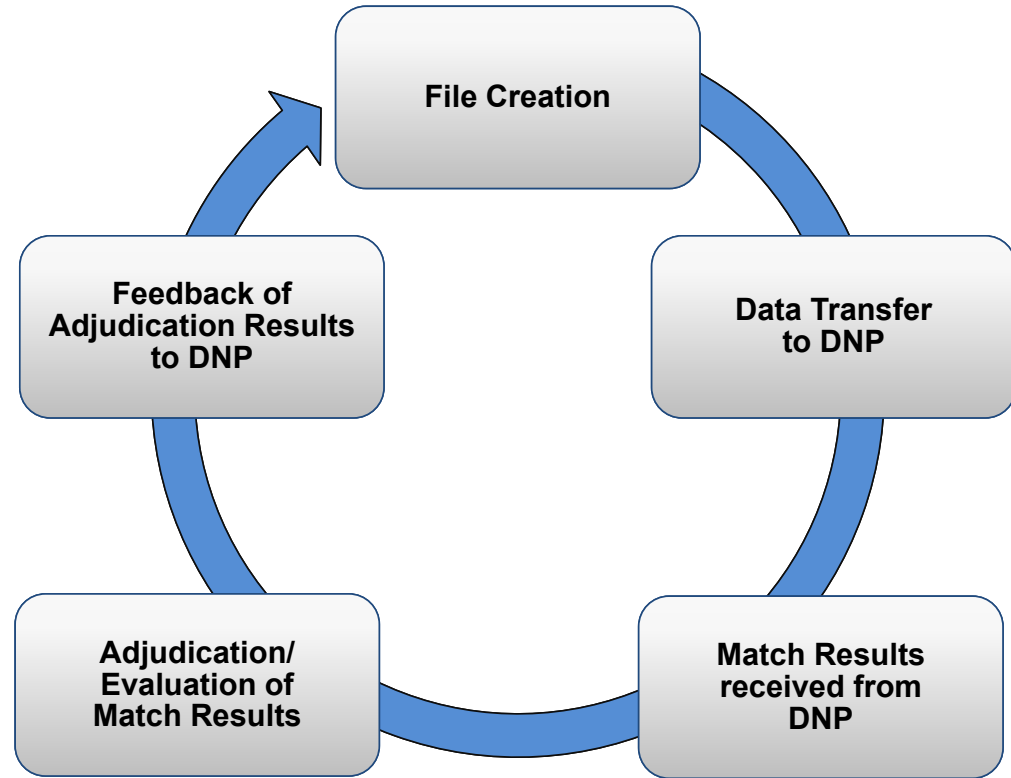 File Creation
Data Transfer
to DNP
Match Results
received from
DNP
Adjudication/
Evaluation of
Match Results
Feedback of
Adjudication Results
to DNP